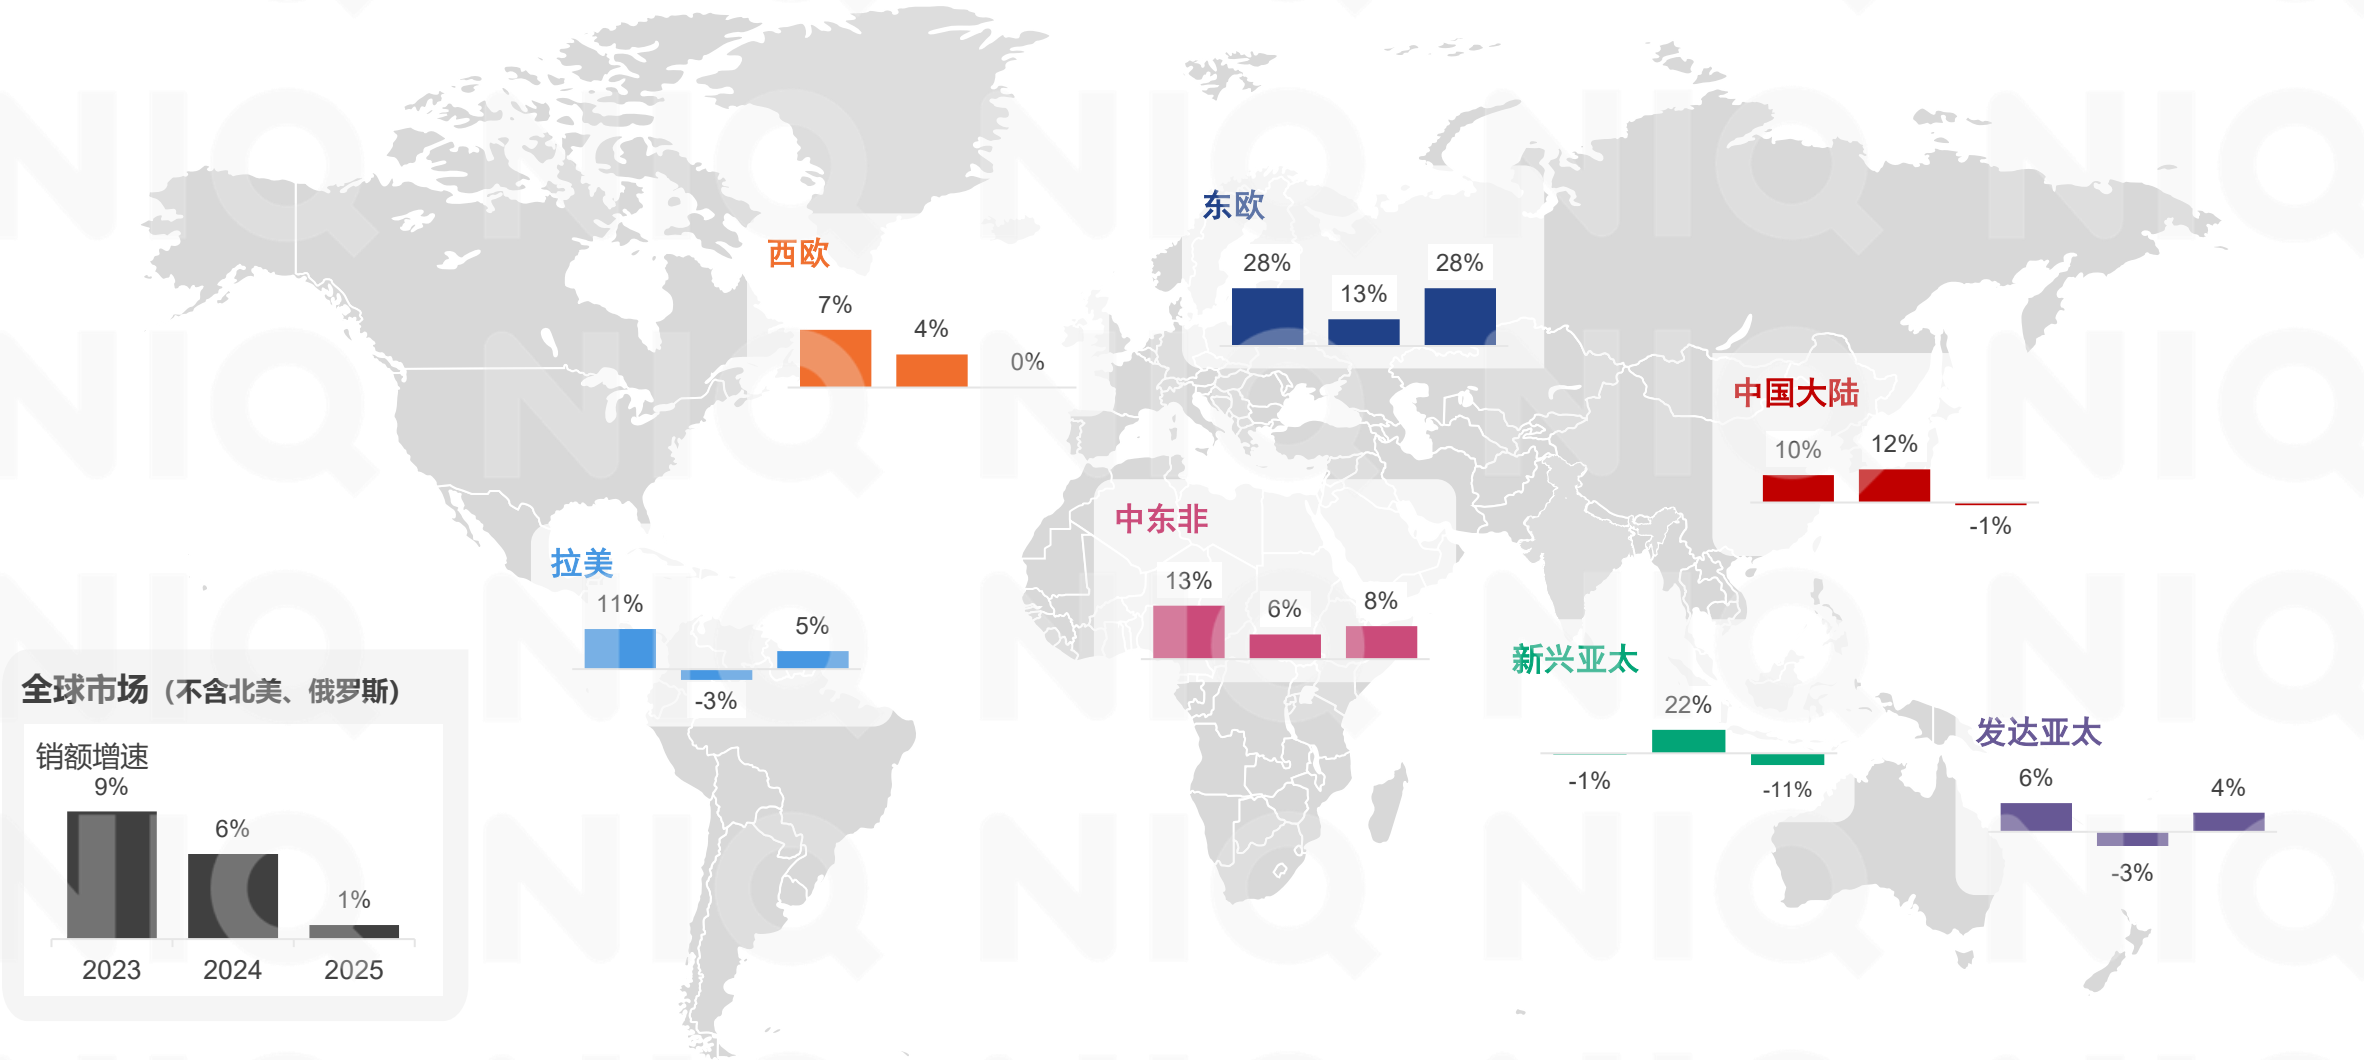 东欧
28%
13%
28%
西欧
7%
4%
0%
中国大陆
10%
12%
-1%
中东非
13%
6%
8%
拉美
11%
-3%
5%
新兴亚太
-1%
22%
-11%
发达亚太
6%
-3%
4%
全球市场（不含北美、俄罗斯）
销额增速
9%
6%
1%
2023 2024 2025
NIQ